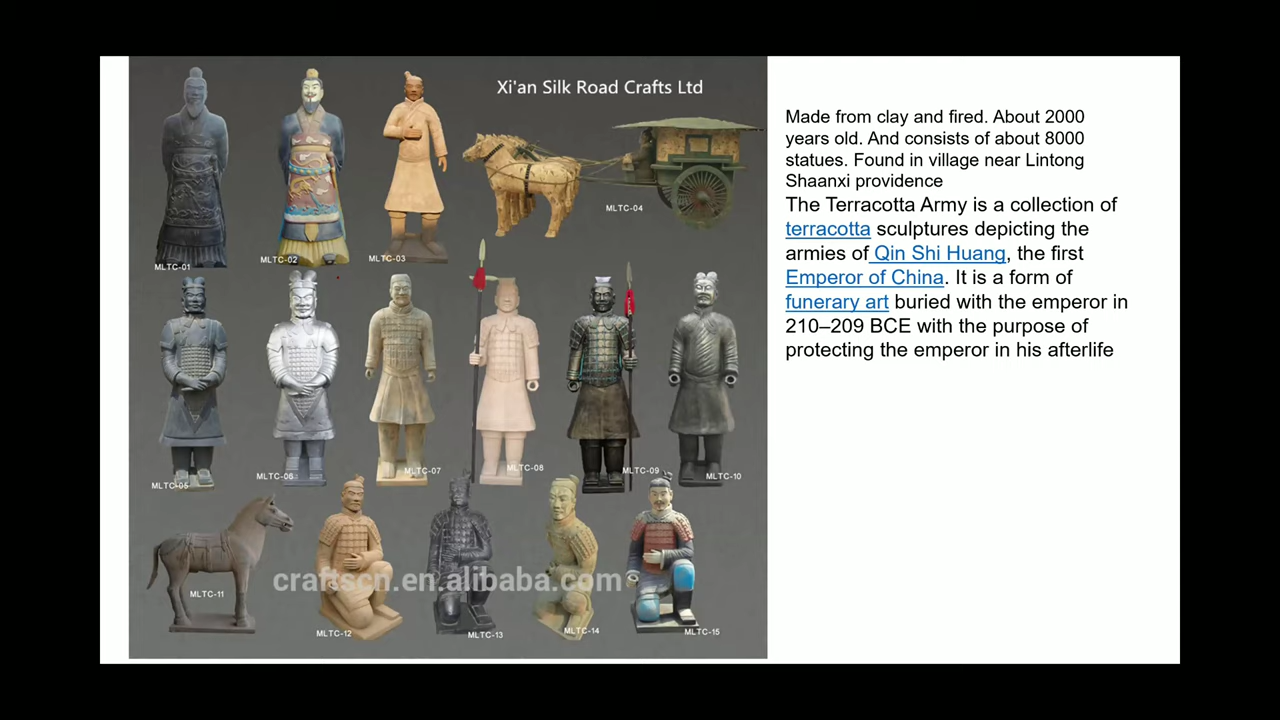 Xi'an Silk Road Crafts Ltd
MLTC-01
MLTC-02
MLTC-03
MLTC-04
MLTC-05
MLTC-06
MLTC-07
MLTC-08
MLTC-09
MLTC-10
MLTC-11
MLTC-12
MLTC-13
MLTC-14
MLTC-15
craftscn.en.alibaba.com
Made from clay and fired. About 2000
years old. And consists of about 8000
statues. Found in village near Lintong
Shaanxi providence
The Terracotta Army is a collection of
terracotta sculptures depicting the
armies of Qin Shi Huang, the first
Emperor of China. It is a form of
funerary art buried with the emperor in
210–209 BCE with the purpose of
protecting the emperor in his afterlife